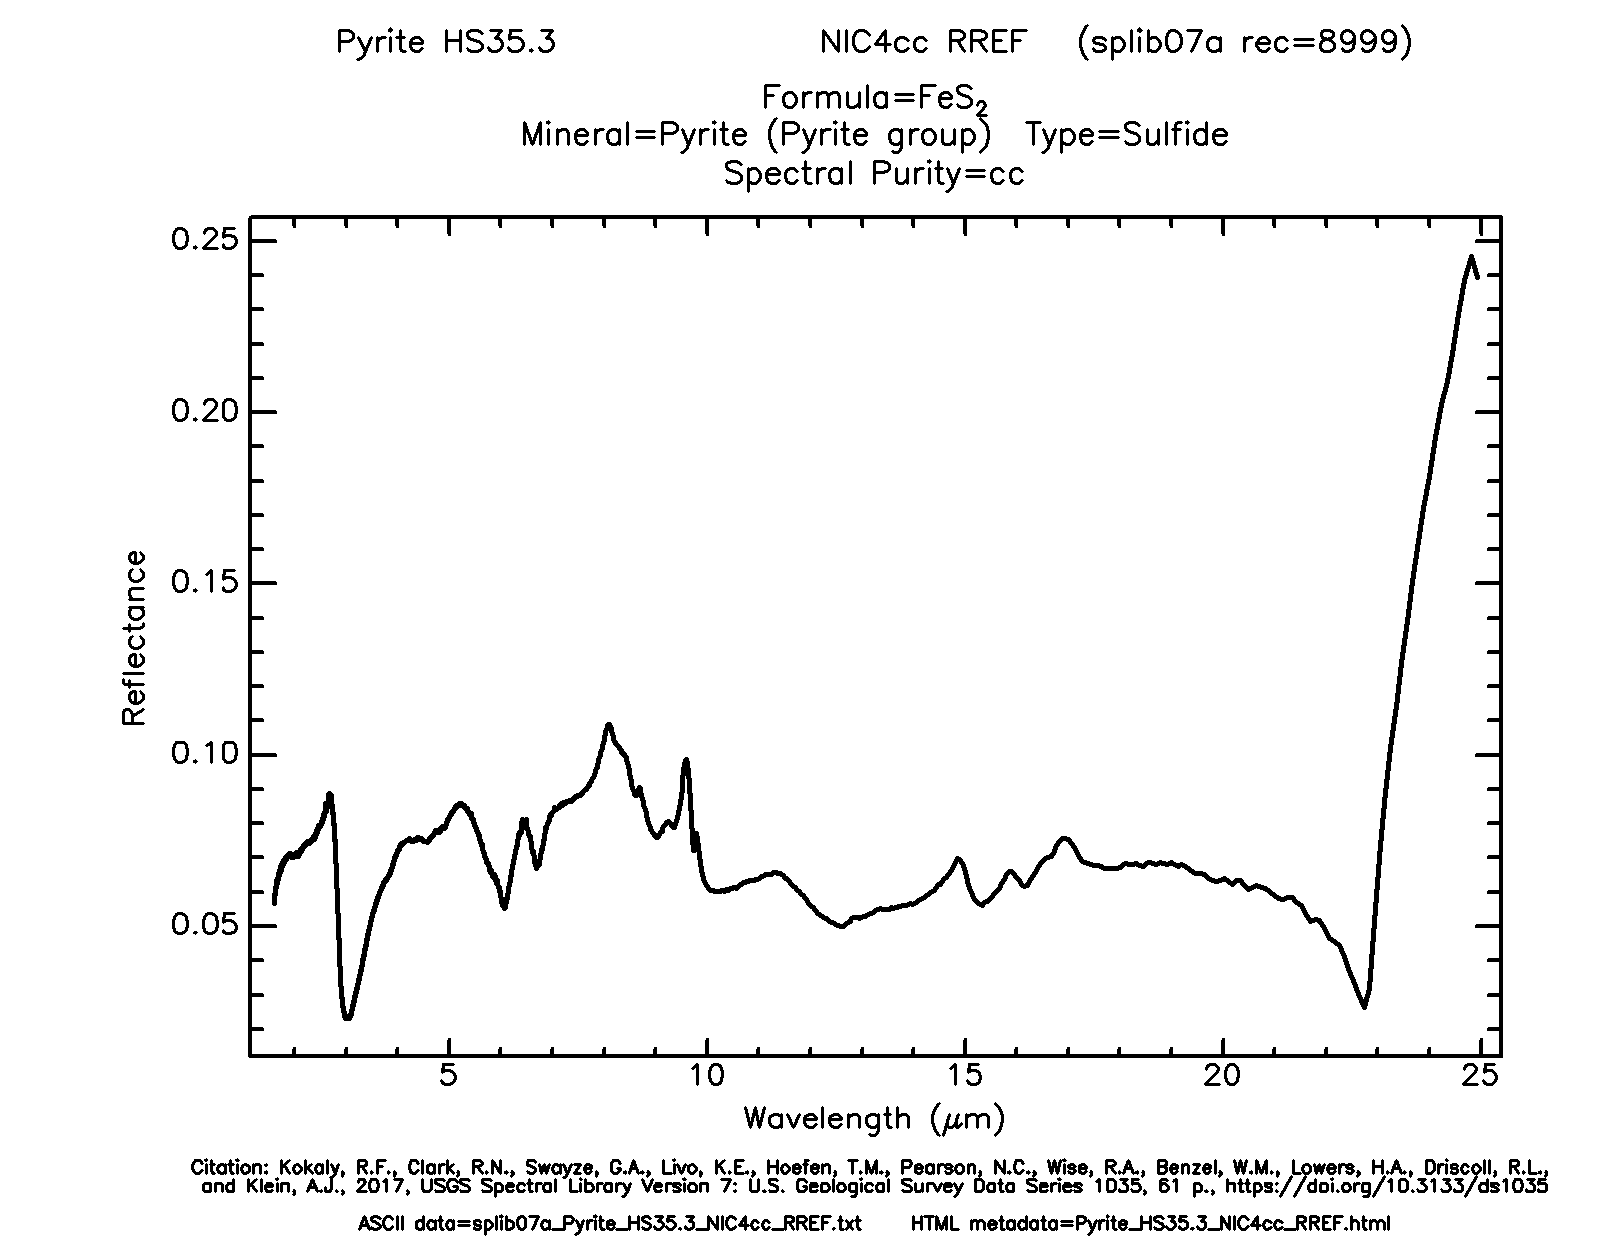 Pyrite HS35.3 NIC4cc RREF (splib07a rec=8999)
Formula=FeS2
Mineral=Pyrite (Pyrite group) Type=Sulfide
Spectral Purity=cc
0.25
0.20
0.15
0.10
0.05
Reflectance
5 10 15 20 25
Wavelength (μm)
Citation: Kokaly, R.F., Clark, R.N., Swayze, G.A., Livo, K.E., Hoefen, T.M., Pearson, N.C., Wise, R.A., Benzel, W.M., Lowers, H.A., Driscoll, R.L.,
and Klein, A.J., 2017, USGS Spectral Library Version 7: U.S. Geological Survey Data Series 1035, 61 p., https://doi.org/10.3133/ds1035
ASCII data=splib07a_Pyrite_HS35.3_NIC4cc_RREF.txt HTML metadata=Pyrite_HS35.3_NIC4cc_RREF.html